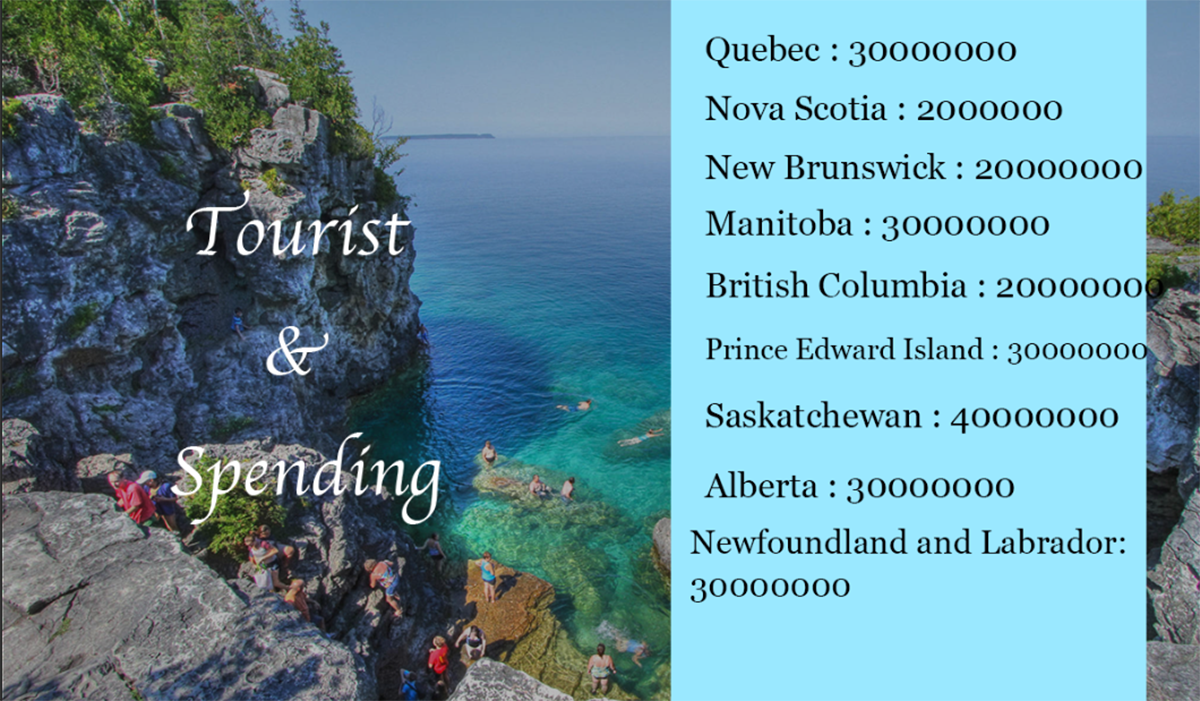 Tourist
&
Spending
Quebec : 30000000
Nova Scotia : 2000000
New Brunswick : 20000000
Manitoba : 30000000
British Columbia : 20000000
Prince Edward Island : 30000000
Saskatchewan : 40000000
Alberta : 30000000
Newfoundland and Labrador:
30000000